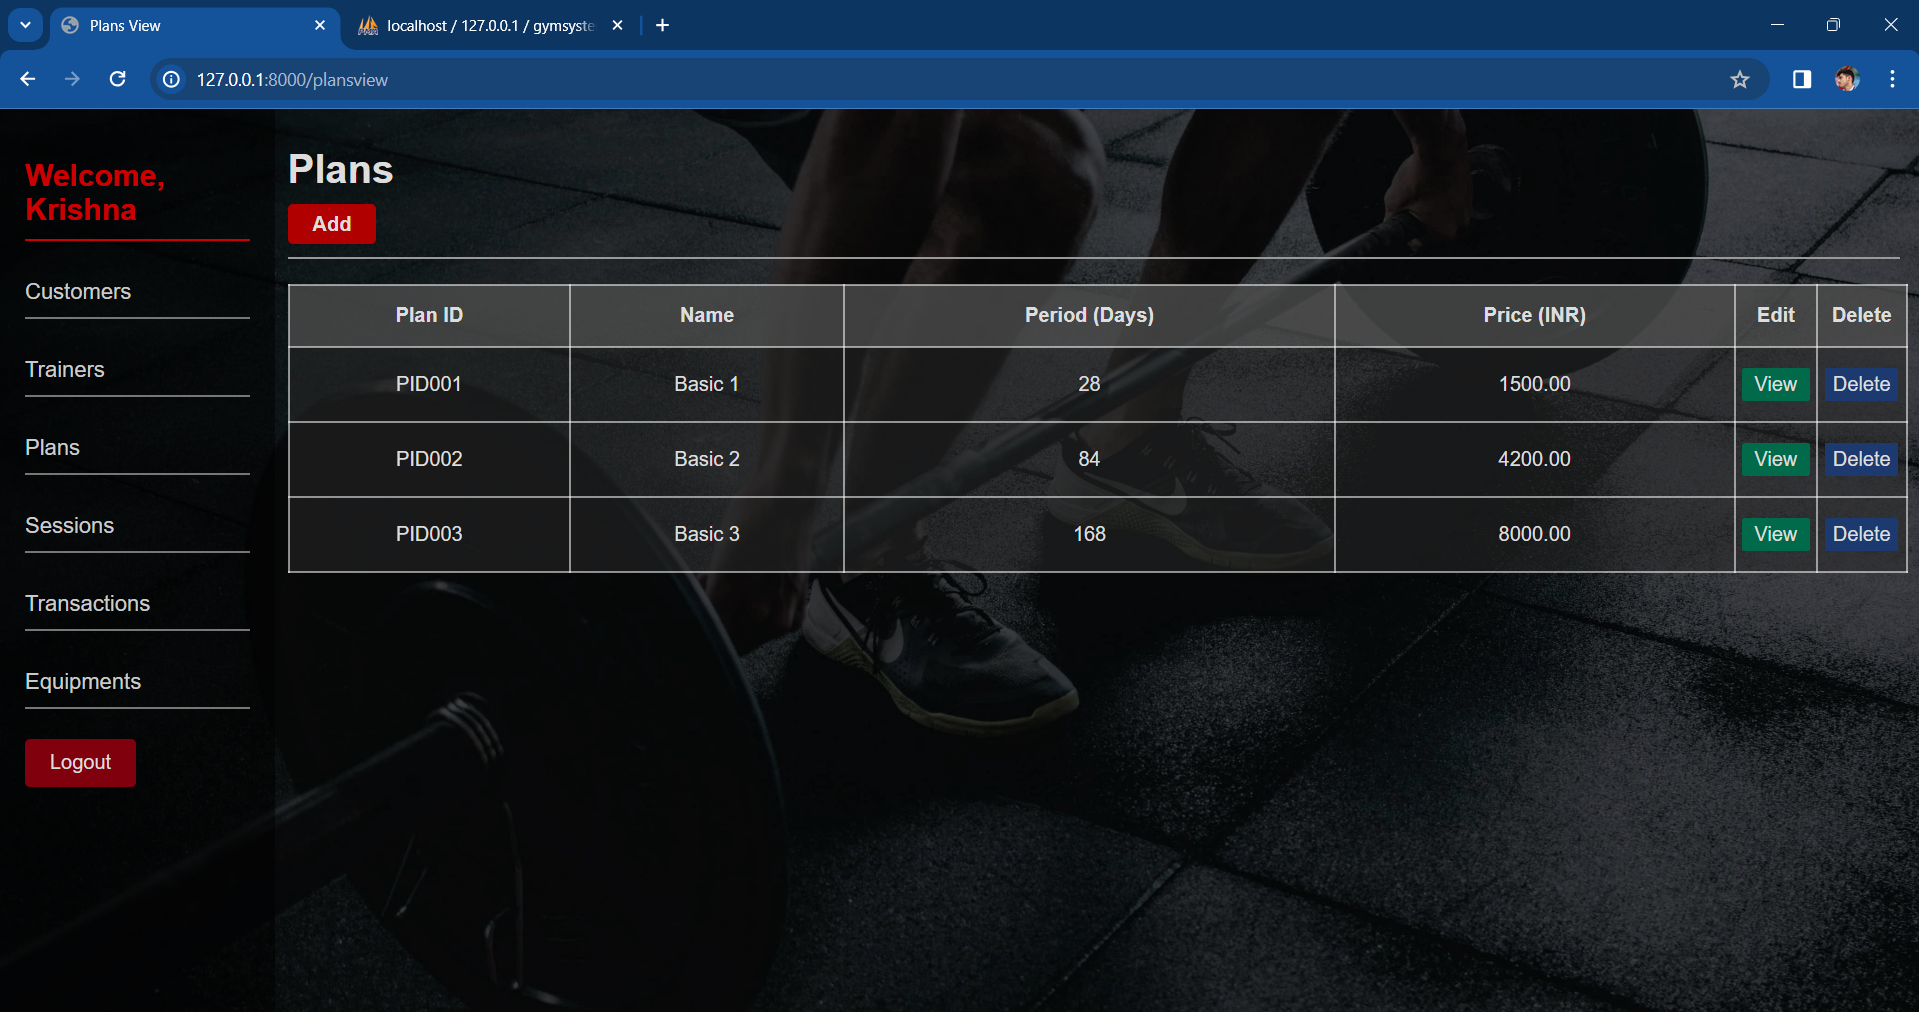 Plans View
localhost / 127.0.0.1 / gymsyste
127.0.0.1:8000/plansview
Welcome,
Krishna
Customers
Trainers
Plans
Sessions
Transactions
Equipments
Logout
Plans
Add
Plan ID Name Period (Days) Price (INR) Edit Delete
PID001 Basic 1 28 1500.00 View Delete
PID002 Basic 2 84 4200.00 View Delete
PID003 Basic 3 168 8000.00 View Delete